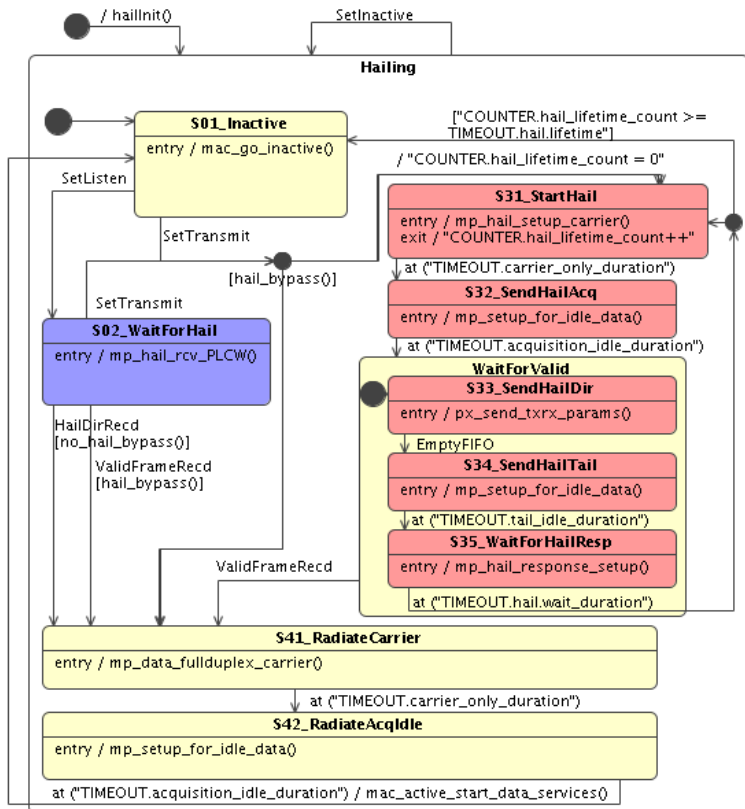 / hailInit()
SetInactive
Hailing
["COUNTER.hail_lifetime_count >=
TIMEOUT.hail.lifetime"]
S01_Inactive
entry / mac_go_inactive()
/ "COUNTER.hail_lifetime_count = 0"
SetListen
S31_StartHail
entry / mp_hail_setup_carrier()
exit / "COUNTER.hail_lifetime_count++"
SetTransmit
[hail_bypass()]
at ("TIMEOUT.carrier_only_duration")
S32_SendHailAcq
entry / mp_setup_for_idle_data()
SetTransmit
S02_WaitForHail
entry / mp_hail_rcv_PLCW()
at ("TIMEOUT.acquisition_idle_duration")
WaitForValid
S33_SendHailDir
entry / px_send_txrx_params()
HailDirRecd
[no_hail_bypass()]
EmptyFIFO
ValidFrameRecd
[hail_bypass()]
S34_SendHailTail
entry / mp_setup_for_idle_data()
at ("TIMEOUT.tail_idle_duration")
S35_WaitForHailResp
entry / mp_hail_response_setup()
ValidFrameRecd
at ("TIMEOUT.hail.wait_duration")
S41_RadiateCarrier
entry / mp_data_fullduplex_carrier()
at ("TIMEOUT.carrier_only_duration")
S42_RadiateAcqIdle
entry / mp_setup_for_idle_data()
at ("TIMEOUT.acquisition_idle_duration") / mac_active_start_data_services()